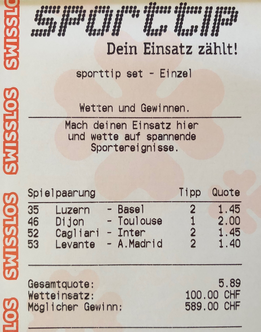 sporttip
Dein Einsatz zählt!
sporttip set - Einzel
Wetten und Gewinnen.
Mach deinen Einsatz hier
und wette auf spannende
Sportereignisse.
Spielpaarung Tipp Quote
35 Luzern - Basel 2 1.45
46 Dijon - Toulouse 1 2.00
52 Cagliari - Inter 2 1.45
53 Levante - A.Madrid 2 1.40
Gesamtquote: 5.89
Wetteinsatz: 100.00 CHF
Möglicher Gewinn: 589.00 CHF
SWISSLOS
SWISSLOS
SWISSLOS